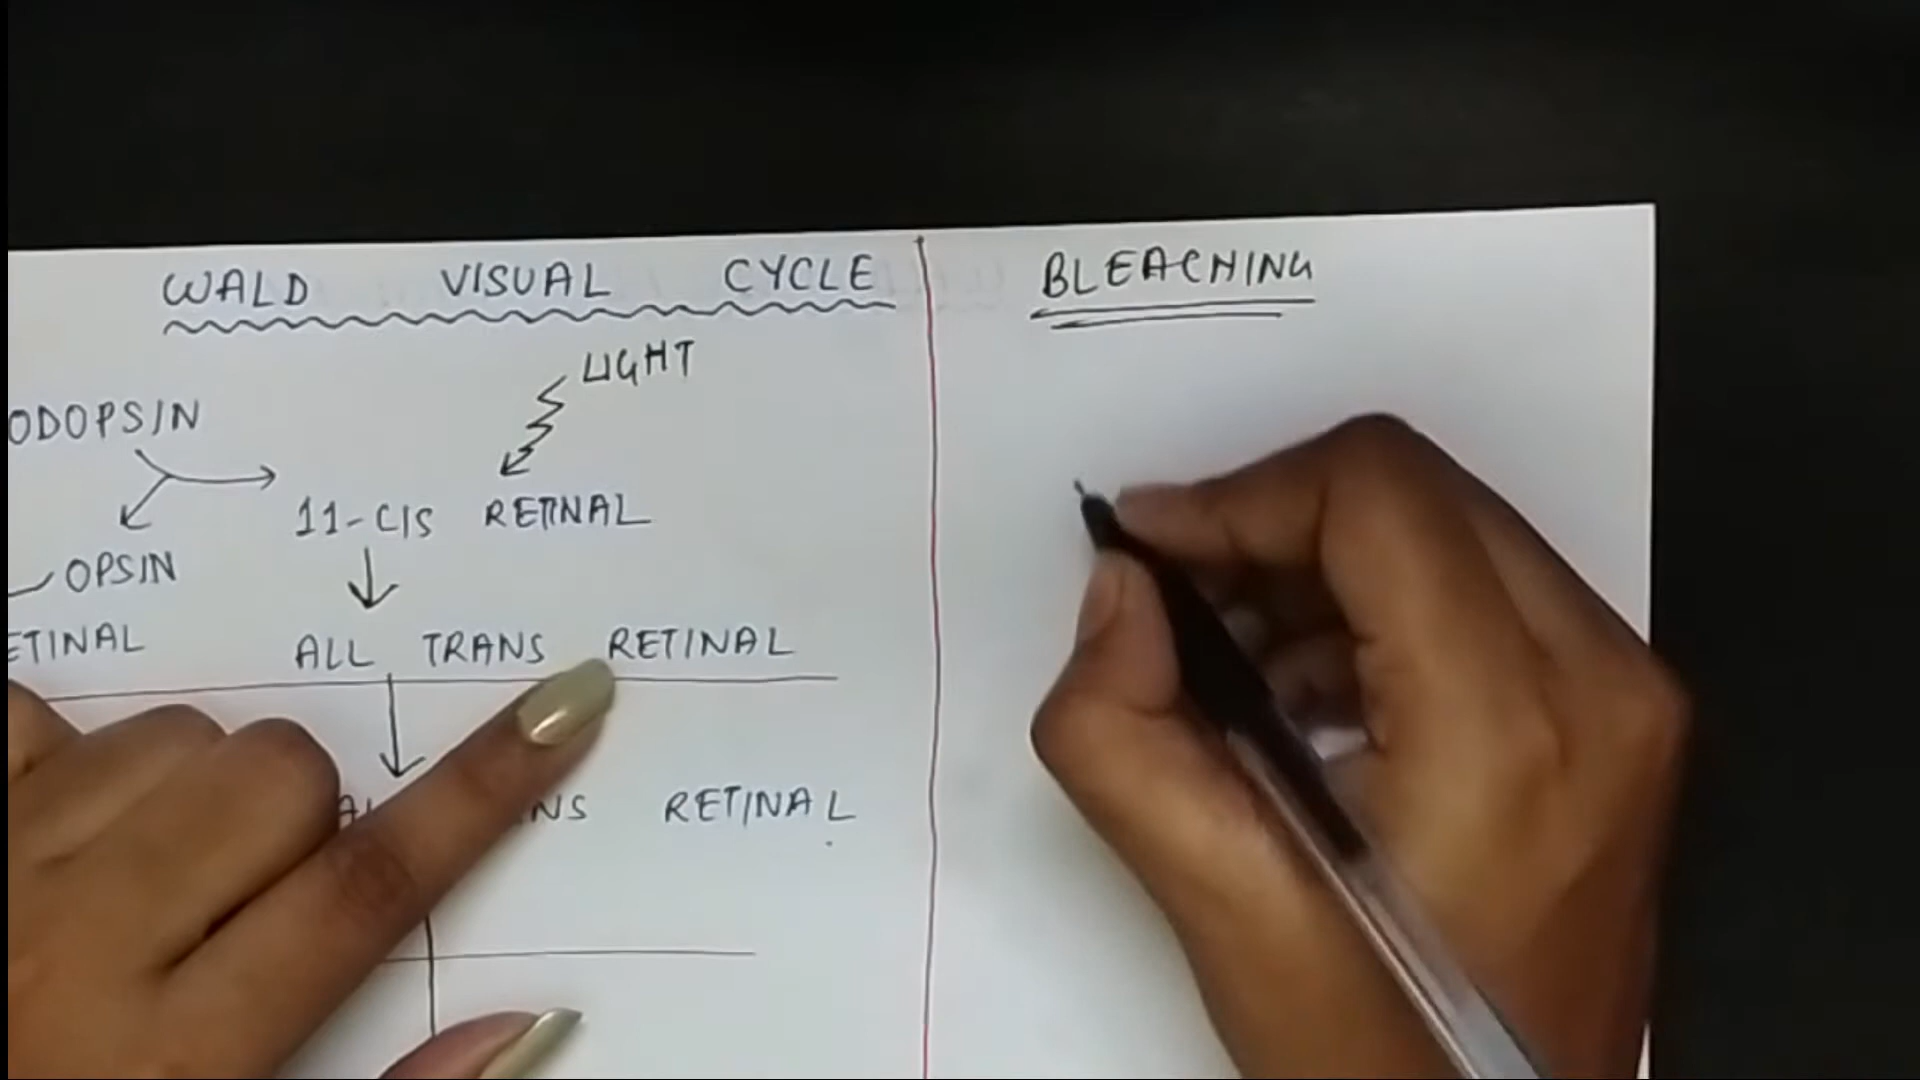 WALD VISUAL CYCLE
BLEACHING
LIGHT
ODOPSIN
11-CIS RETINAL
OPSIN
ETINAL
ALL TRANS RETINAL
RETINAL